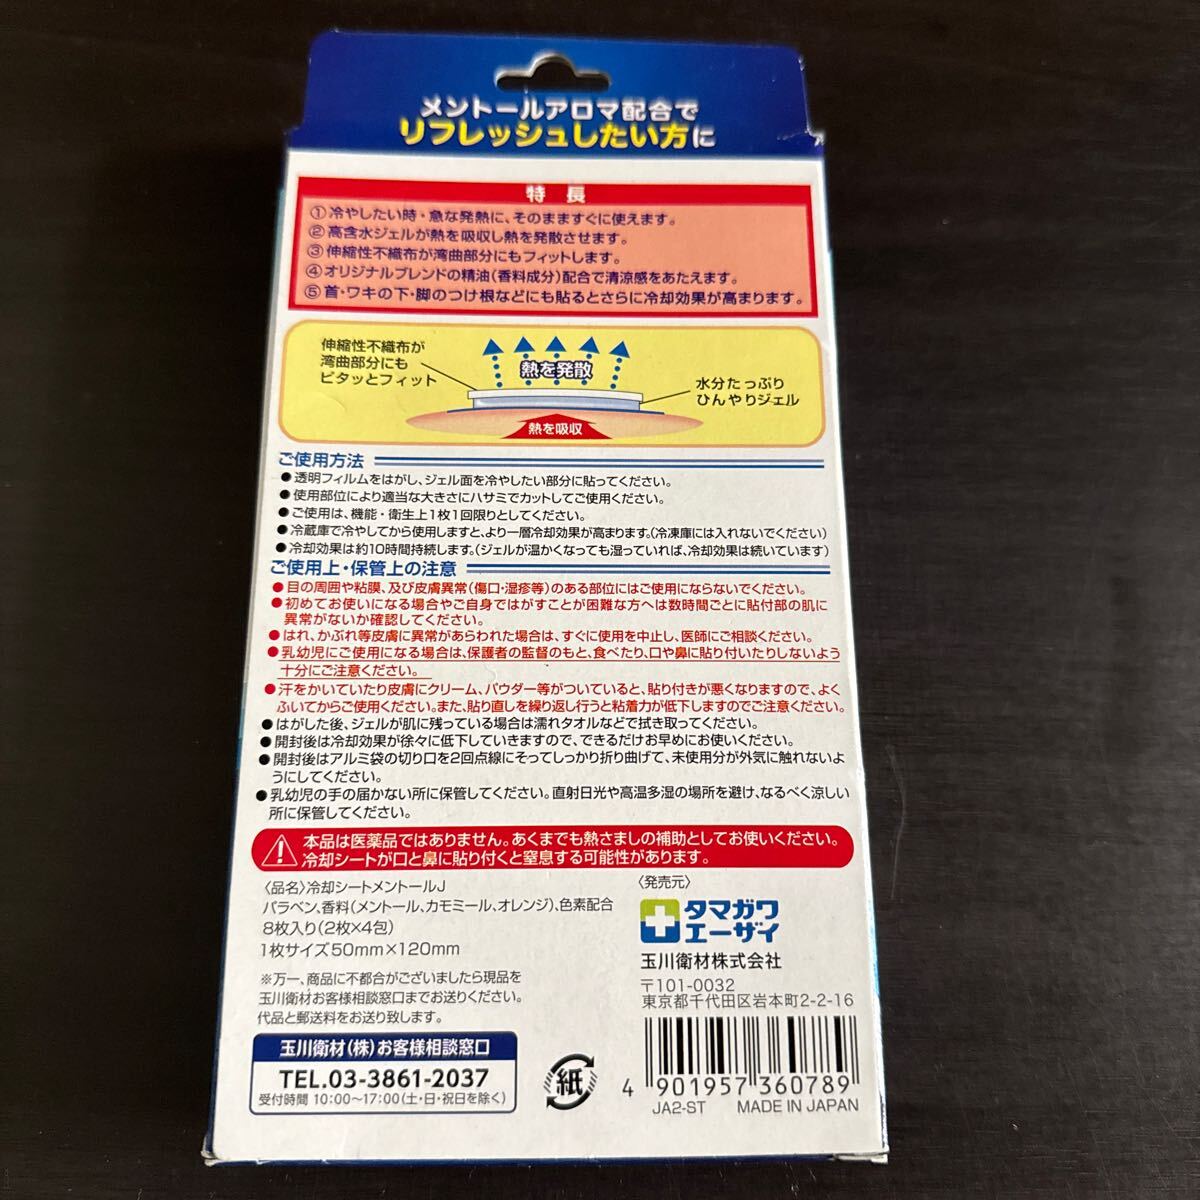 メントールアロマ配合で
リフレッシュしたい方に
特長
①冷やしたい時・急な発熱に、そのまますぐに使えます。
②高含水ジェルが熱を吸収し熱を発散させます。
③伸縮性不織布が湾曲部分にもフィットします。
④オリジナルブレンドの精油(香料成分)配合で清涼感をあたえます。
⑤首・ワキの下・脚のつけ根などにも貼るとさらに冷却効果が高まります。
伸縮性不織布が
湾曲部分にも
ピタッとフィット
熱を発散
水分たっぷり
ひんやりジェル
熱を吸収
ご使用方法
●透明フィルムをはがし、ジェル面を冷やしたい部分に貼ってください。
●使用部位により適当な大きさにハサミでカットしてご使用ください。
●ご使用は、機能・衛生上1枚1回限りとしてください。
●冷蔵庫で冷やしてから使用しますと、より一層冷却効果が高まります。(冷凍庫には入れないでください)
●冷却効果は約10時間持続します。(ジェルが温かくなっても湿っていれば、冷却効果は続いています)
ご使用上・保管上の注意
●目の周囲や粘膜、及び皮膚異常(傷口・湿疹等)のある部位にはご使用にならないでください。
●初めてお使いになる場合やご自身ではがすことが困難な方へは数時間ごとに貼付部の肌に
異常がないか確認してください。
●はれ、かぶれ等皮膚に異常があらわれた場合は、すぐに使用を中止し、医師にご相談ください。
●乳幼児にご使用になる場合は、保護者の監督のもと、食べたり、口や鼻に貼り付いたりしないよう
十分にご注意ください。
●汗をかいていたり皮膚にクリーム、パウダー等がついていると、貼り付きが悪くなりますので、よく
ふいてからご使用ください。また、貼り直しを繰り返し行うと粘着力が低下しますのでご注意ください。
●はがした後、ジェルが肌に残っている場合は濡れタオルなどで拭き取ってください。
●開封後は冷却効果が徐々に低下していきますので、できるだけお早めにお使いください。
●開封後はアルミ袋の切り口を2回点線にそってしっかり折り曲げて、未使用分が外気に触れないよ
うにしてください。
●乳幼児の手の届かない所に保管してください。直射日光や高温多湿の場所を避け、なるべく涼しい
所に保管してください。
本品は医薬品ではありません。あくまでも熱さましの補助としてお使いください。
冷却シートが口と鼻に貼り付くと窒息する可能性があります。
〈品名〉冷却シートメントールJ
パラベン、香料(メントール、カモミール、オレンジ)、色素配合
8枚入り(2枚×4包)
1枚サイズ50mm×120mm
※万一、商品に不都合がございましたら現品を
玉川衛材お客様相談窓口までお送りください。
代品と郵送料をお送り致します。
玉川衛材(株)お客様相談窓口
TEL.03-3861-2037
受付時間 10:00〜17:00(土・日・祝日を除く)
紙
〈発売元〉
タマガワ
エーザイ
玉川衛材株式会社
〒101-0032
東京都千代田区岩本町2-2-16
4 901957 360789
JA2-ST MADE IN JAPAN